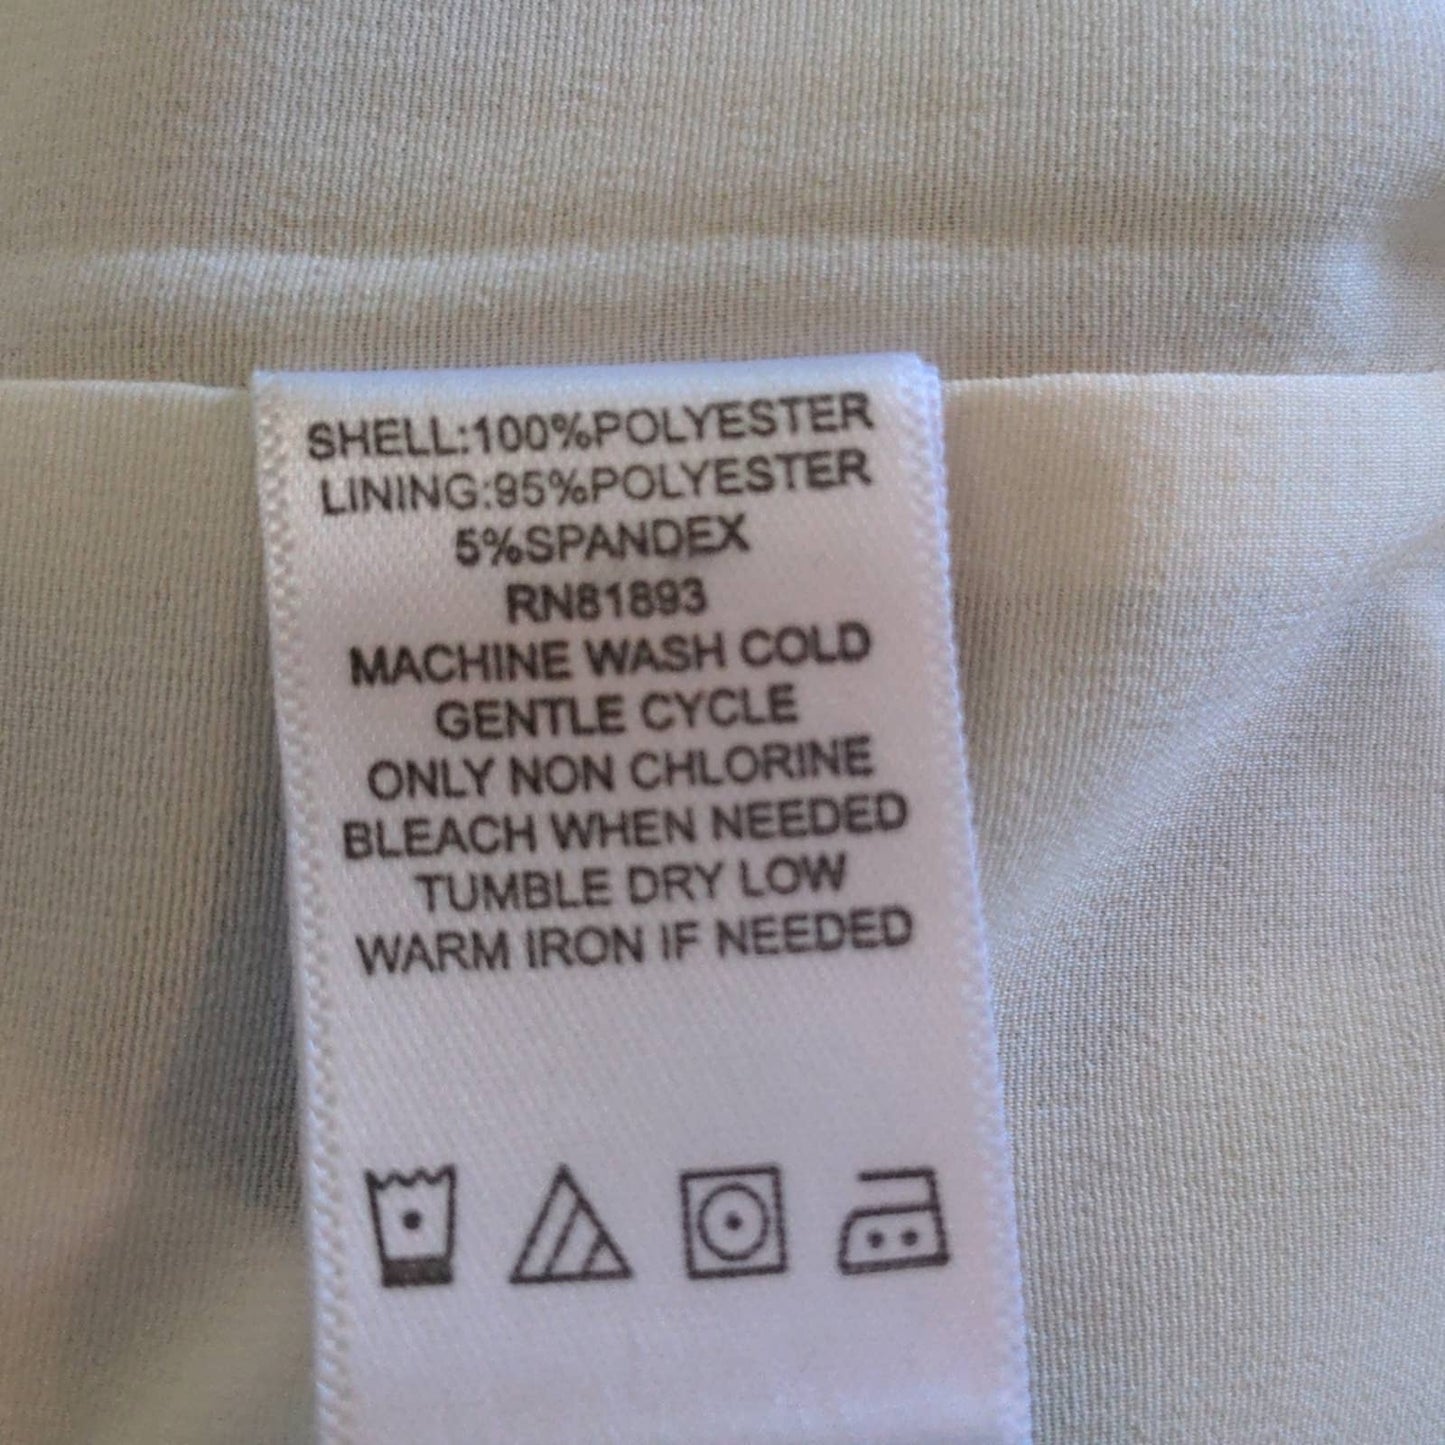 SHELL:100%POLYESTER
LINING:95%POLYESTER
5%SPANDEX
RN81893
MACHINE WASH COLD
GENTLE CYCLE
ONLY NON CHLORINE
BLEACH WHEN NEEDED
TUMBLE DRY LOW
WARM IRON IF NEEDED